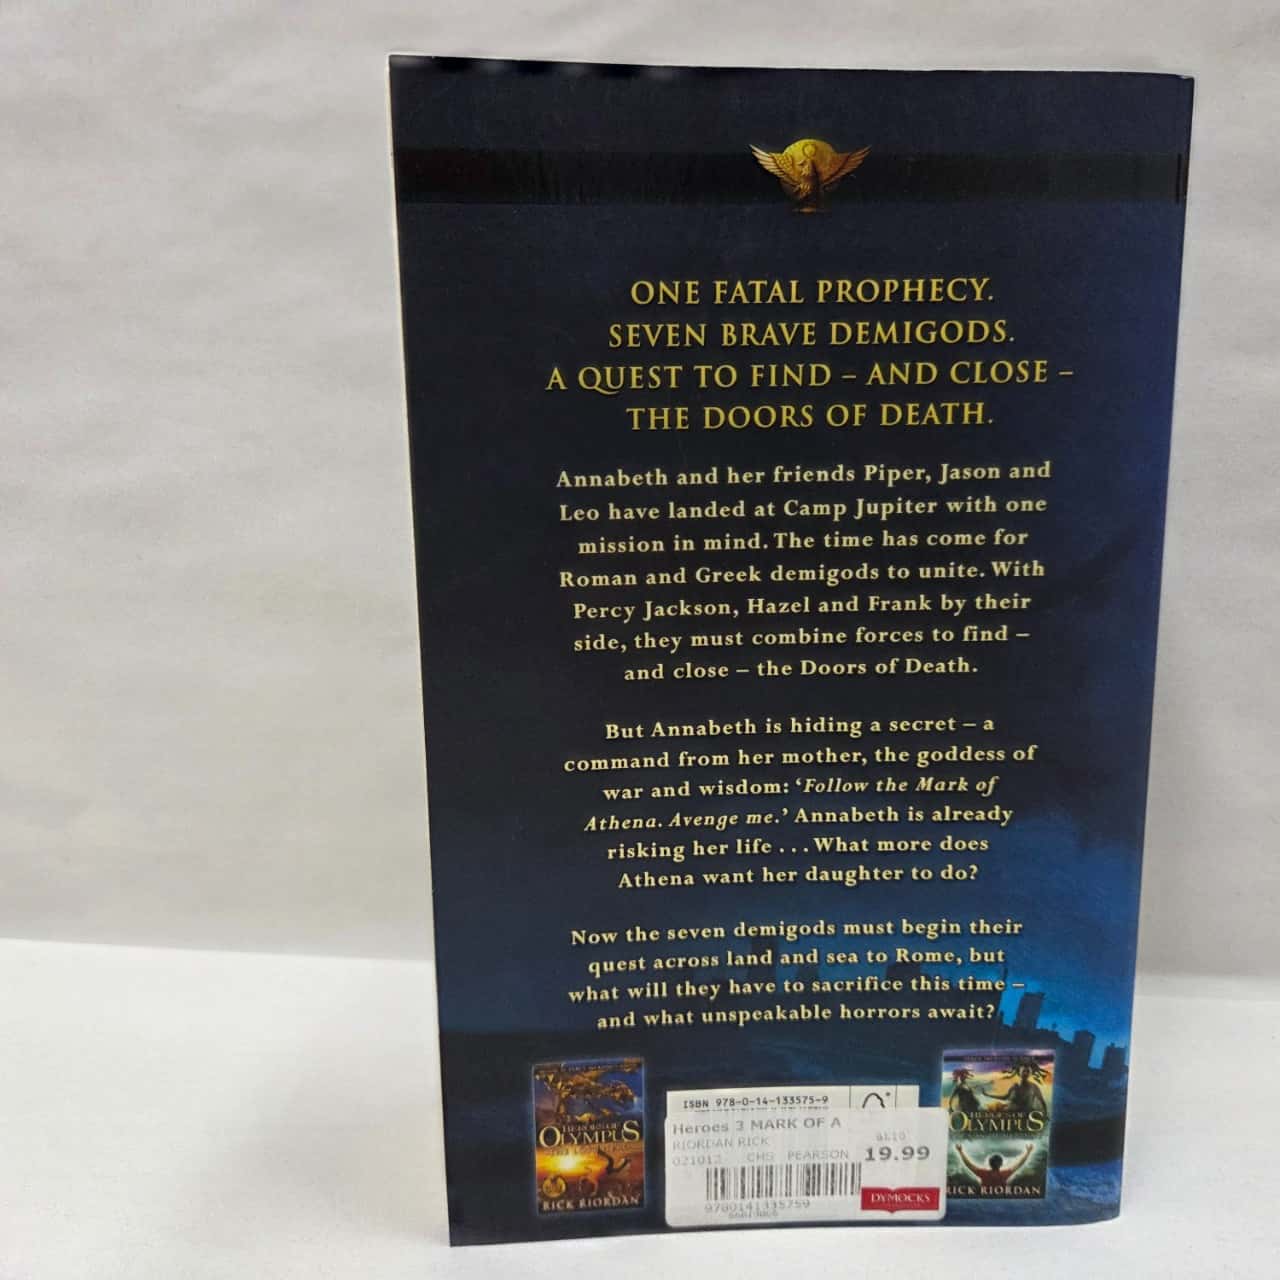 ONE FATAL PROPHECY.
SEVEN BRAVE DEMIGODS.
A QUEST TO FIND – AND CLOSE –
THE DOORS OF DEATH.
Annabeth and her friends Piper, Jason and
Leo have landed at Camp Jupiter with one
mission in mind. The time has come for
Roman and Greek demigods to unite. With
Percy Jackson, Hazel and Frank by their
side, they must combine forces to find –
and close – the Doors of Death.
But Annabeth is hiding a secret – a
command from her mother, the goddess of
war and wisdom: ‘Follow the Mark of
Athena. Avenge me.’ Annabeth is already
risking her life . . . What more does
Athena want her daughter to do?
Now the seven demigods must begin their
quest across land and sea to Rome, but
what will they have to sacrifice this time –
and what unspeakable horrors await?
HEROES OF
OLYMPUS
RICK RIORDAN
ISBN 978-0-14-133575-9
Heroes 3 MARK OF A
RIORDAN RICK
021012 CHS PEARSON
19.99
9780141335759
DYMOCKS
HEROES OF
OLYMPUS
RICK RIORDAN